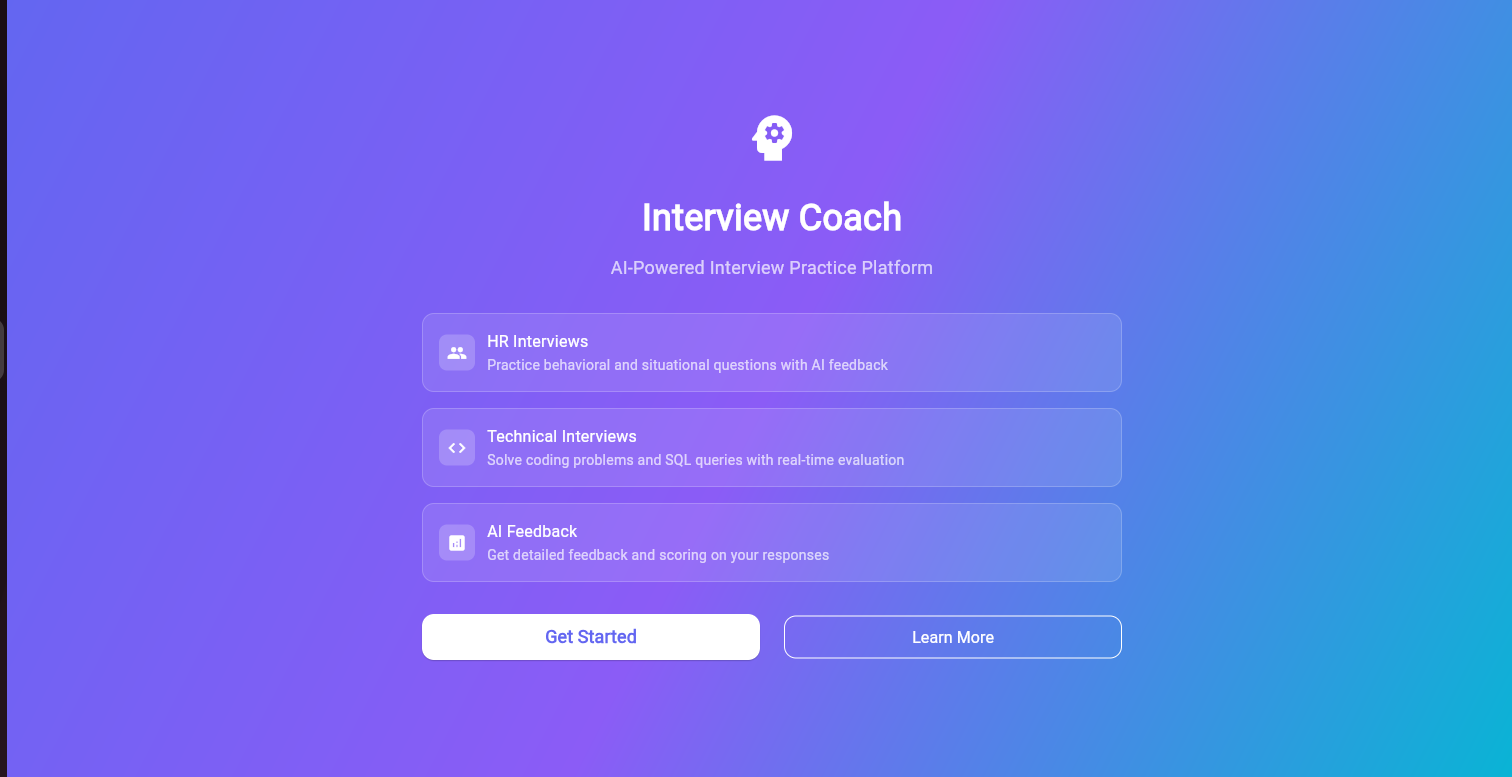 Interview Coach
AI-Powered Interview Practice Platform
HR Interviews
Practice behavioral and situational questions with AI feedback
Technical Interviews
Solve coding problems and SQL queries with real-time evaluation
AI Feedback
Get detailed feedback and scoring on your responses
Get Started
Learn More